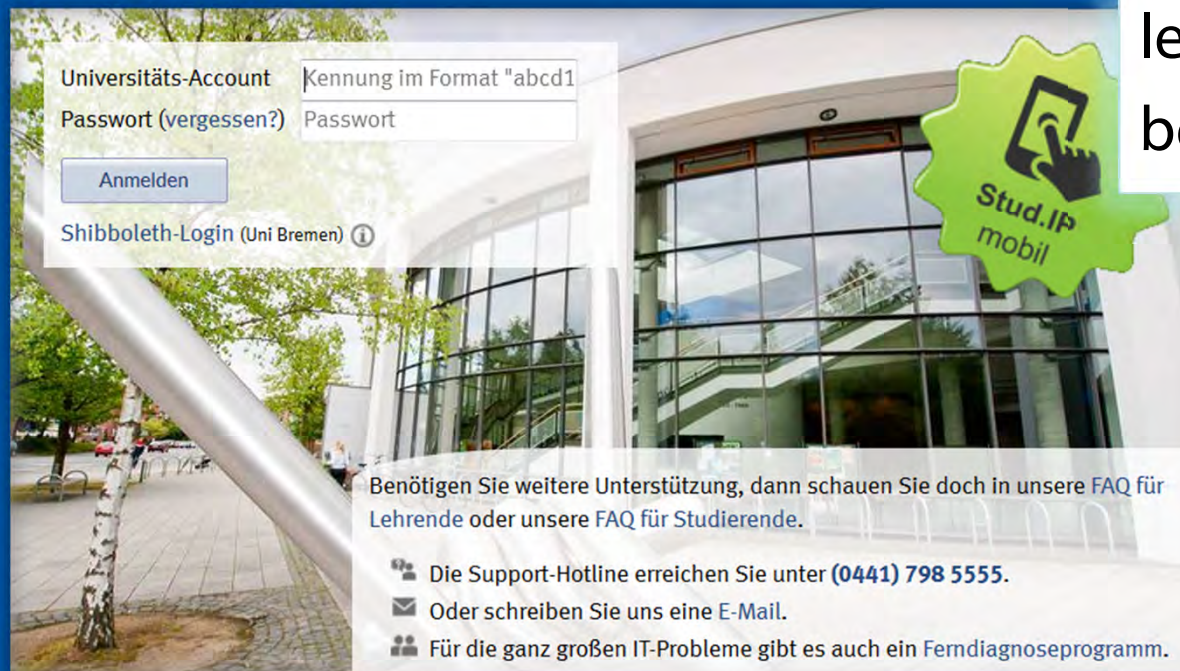 Universitäts-Account Kennung im Format "abcd1
Passwort (vergessen?) Passwort
Anmelden
Shibboleth-Login (Uni Bremen)
Stud.IP
mobil
le
Benötigen Sie weitere Unterstützung, dann schauen Sie doch in unsere FAQ für
Lehrende oder unsere FAQ für Studierende.
Die Support-Hotline erreichen Sie unter (0441) 798 5555.
Oder schreiben Sie uns eine E-Mail.
Für die ganz großen IT-Probleme gibt es auch ein Ferndiagnoseprogramm.